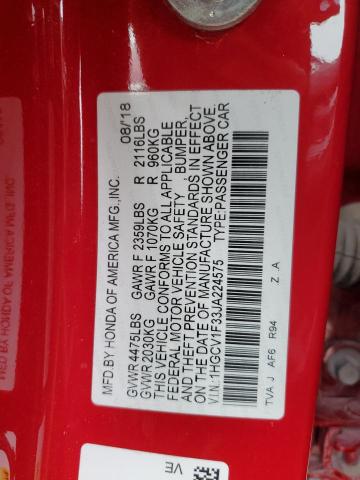 08/18
MFD BY HONDA OF AMERICA MFG.,INC.
GVWR 4475LBS GAWR F 2359LBS R 2116LBS
GVWR 2030KG GAWR F 1070KG R 960KG
THIS VEHICLE CONFORMS TO ALL APPLICABLE
FEDERAL MOTOR VEHICLE SAFETY BUMPER,
AND THEFT PREVENTION STANDARDS IN EFFECT
ON THE DATE OF MANUFACTURE SHOWN ABOVE.
V.I.N.:1HGCV1F33JA224575 TYPE:PASSENGER CAR
TVA J AF6 R94 Z .A
VE